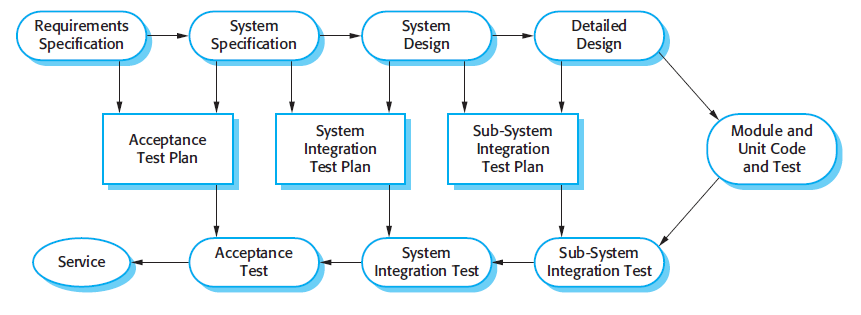 Requirements
Specification
System
Specification
System
Design
Detailed
Design
Acceptance
Test Plan
System
Integration
Test Plan
Sub-System
Integration
Test Plan
Module and
Unit Code
and Test
Service
Acceptance
Test
System
Integration Test
Sub-System
Integration Test